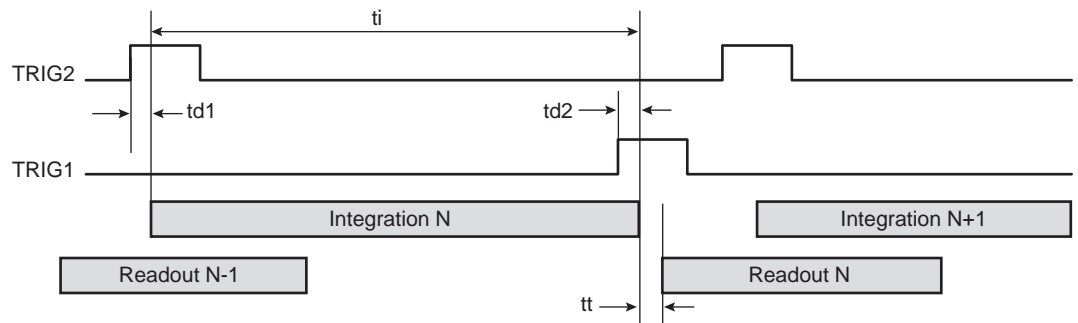 ti
TRIG2
td1
td2
TRIG1
Integration N
Integration N+1
Readout N-1
Readout N
tt